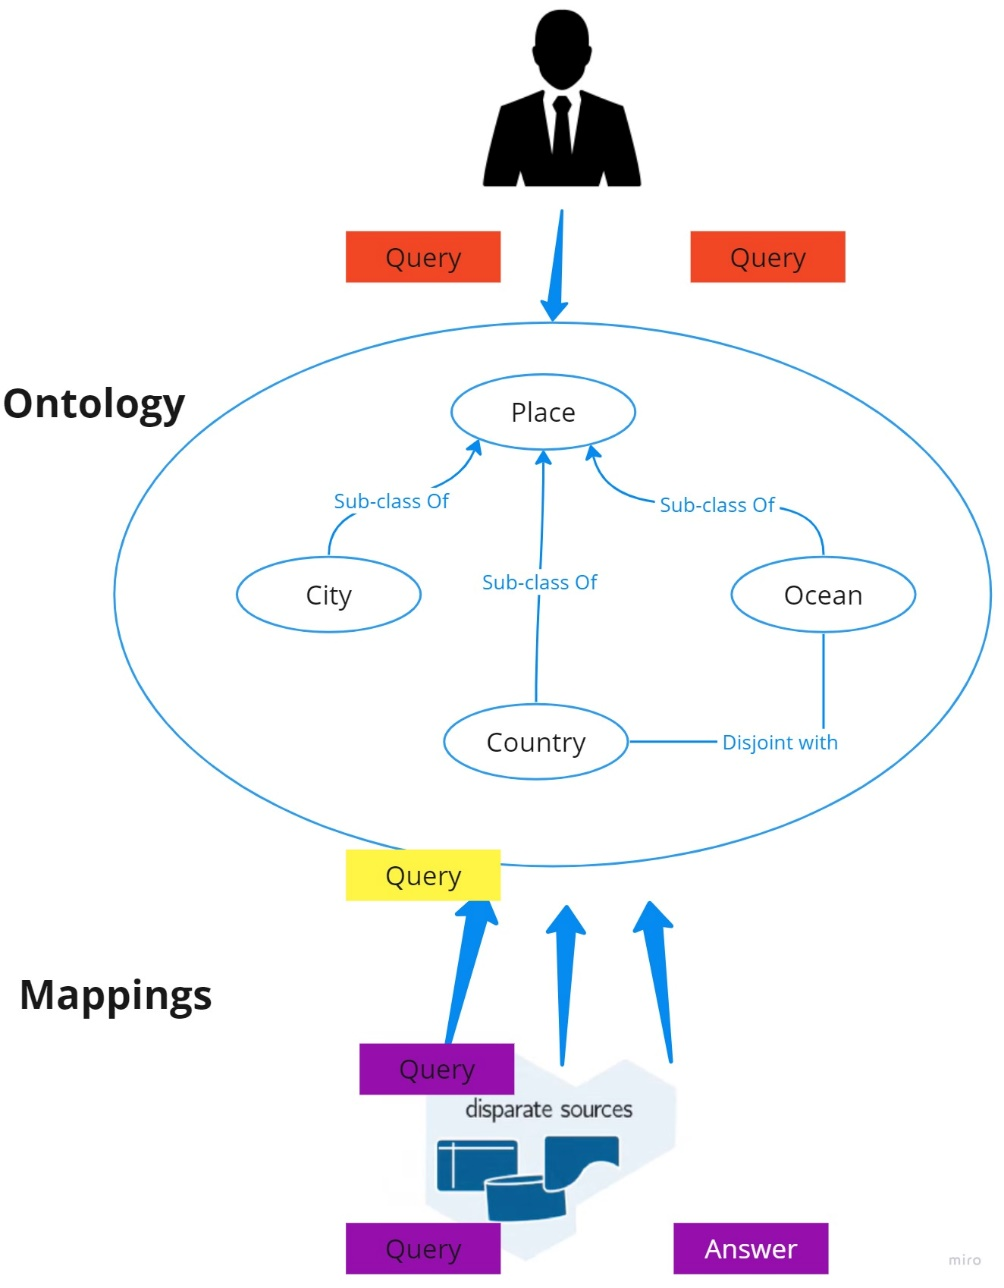 Query
Query
Ontology
Place
Sub-class Of
Sub-class Of
Sub-class Of
City
Ocean
Country
Disjoint with
Query
Mappings
Query
disparate sources
Query
Answer
miro